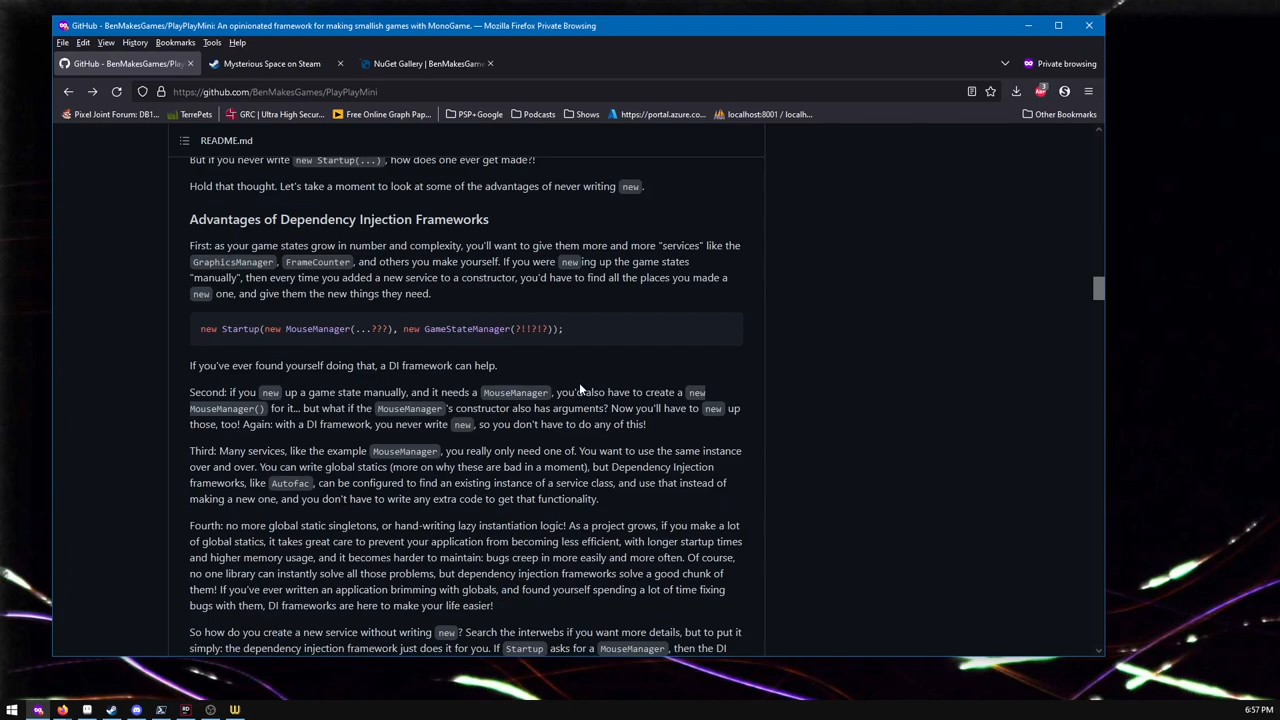 GitHub - BenMakesGames/PlayPlayMini: An opinionated framework for making smallish games with MonoGame. — Mozilla Firefox Private Browsing
File Edit View History Bookmarks Tools Help
GitHub - BenMakesGames/Play
Mysterious Space on Steam
NuGet Gallery | BenMakesGam
Private browsing
https://github.com/BenMakesGames/PlayPlayMini
3
Pixel Joint Forum: DB1...
TerrePets
GRC | Ultra High Secur...
Free Online Graph Pap...
PSP+Google
Podcasts
Shows
https://portal.azure.co...
localhost:8001 / localh...
Other Bookmarks
README.md
But if you never write new Startup(...), how does one ever get made?!
Hold that thought. Let's take a moment to look at some of the advantages of never writing new.
Advantages of Dependency Injection Frameworks
First: as your game states grow in number and complexity, you'll want to give them more and more "services" like the
GraphicsManager, FrameCounter, and others you make yourself. If you were newing up the game states
"manually", then every time you added a new service to a constructor, you'd have to find all the places you made a
new one, and give them the new things they need.
new Startup(new MouseManager(...???), new GameStateManager(?!!?!?));
If you've ever found yourself doing that, a DI framework can help.
Second: if you new up a game state manually, and it needs a MouseManager, you'd also have to create a new
MouseManager() for it... but what if the MouseManager's constructor also has arguments? Now you'll have to new up
those, too! Again: with a DI framework, you never write new, so you don't have to do any of this!
Third: Many services, like the example MouseManager, you really only need one of. You want to use the same instance
over and over. You can write global statics (more on why these are bad in a moment), but Dependency Injection
frameworks, like Autofac, can be configured to find an existing instance of a service class, and use that instead of
making a new one, and you don't have to write any extra code to get that functionality.
Fourth: no more global static singletons, or hand-writing lazy instantiation logic! As a project grows, if you make a lot
of global statics, it takes great care to prevent your application from becoming less efficient, with longer startup times
and higher memory usage, and it becomes harder to maintain: bugs creep in more easily and more often. Of course,
no one library can instantly solve all those problems, but dependency injection frameworks solve a good chunk of
them! If you've ever written an application brimming with globals, and found yourself spending a lot of time fixing
bugs with them, DI frameworks are here to make your life easier!
So how do you create a new service without writing new? Search the interwebs if you want more details, but to put it
simply: the dependency injection framework just does it for you. If Startup asks for a MouseManager, then the DI
6:57 PM